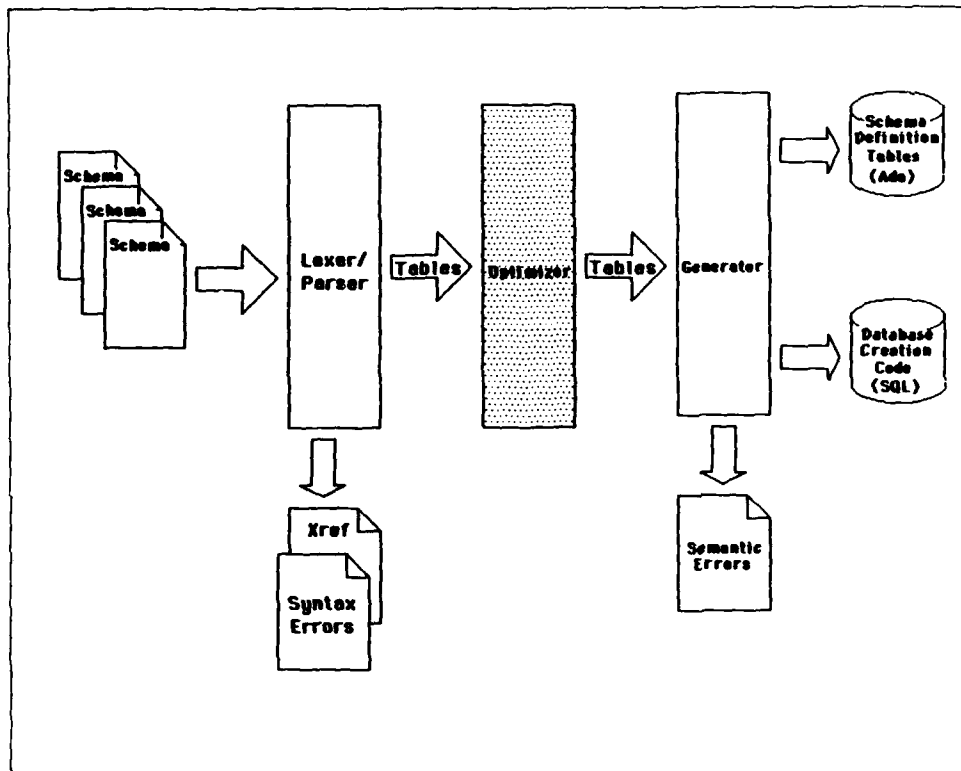 Schema
Schema
Schema
Lexer/
Parser
Tables
Optimizer
Tables
Generator
Schema
Definition
Tables
(Ada)
Database
Creation
Code
(SQL)
Xref
Syntax
Errors
Semantic
Errors